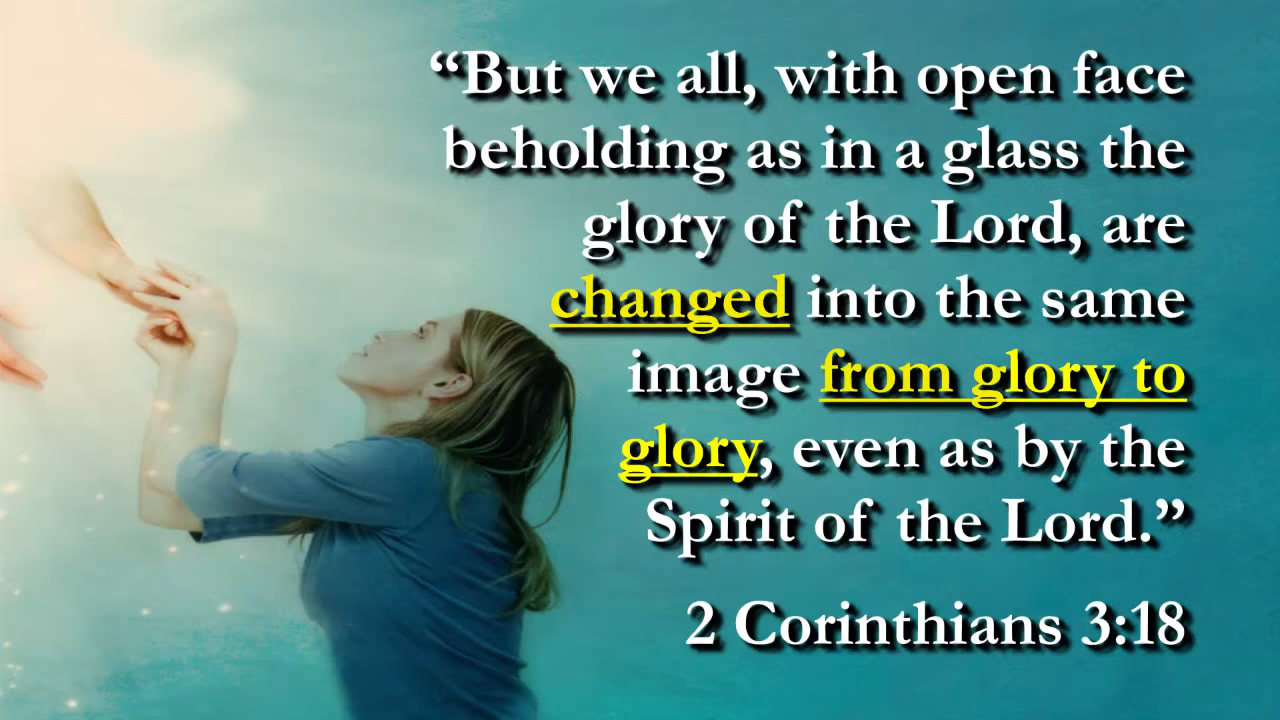 “But we all, with open face
beholding as in a glass the
glory of the Lord, are
changed into the same
image from glory to
glory, even as by the
Spirit of the Lord.”
2 Corinthians 3:18